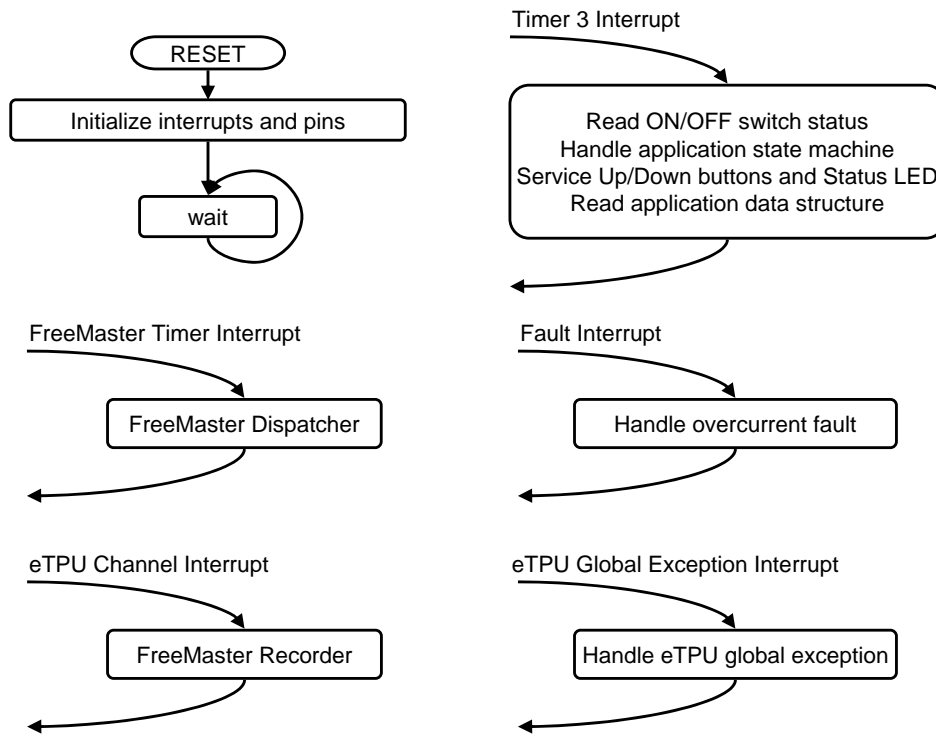 RESET
Initialize interrupts and pins
wait
Timer 3 Interrupt
Read ON/OFF switch status
Handle application state machine
Service Up/Down buttons and Status LED
Read application data structure
FreeMaster Timer Interrupt
FreeMaster Dispatcher
Fault Interrupt
Handle overcurrent fault
eTPU Channel Interrupt
FreeMaster Recorder
eTPU Global Exception Interrupt
Handle eTPU global exception